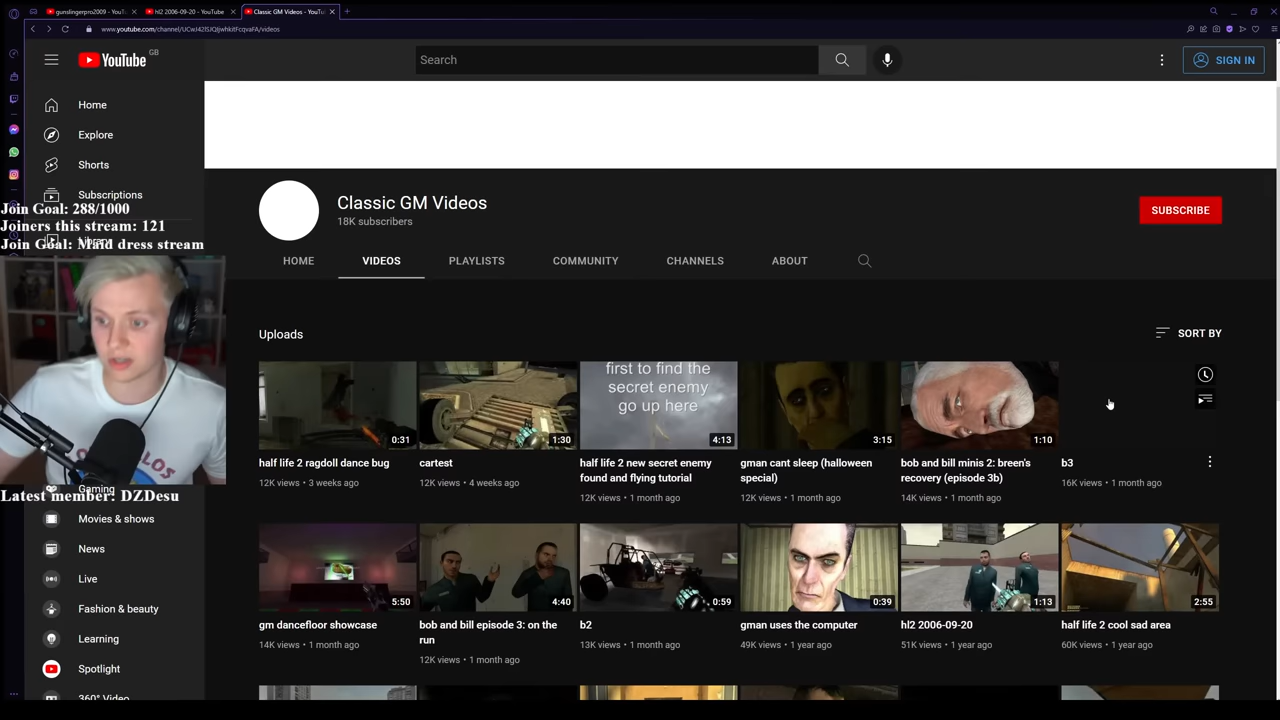 gunslingerpro2009 - YouT
hl2 2006-09-20 - YouTube
Classic GM Videos - YouTu
www.youtube.com/channel/
YouTube
GB
Search
SIGN IN
Home
Explore
Shorts
Subscriptions
Join Goal: 288/1000
Joiners this stream: 121
Join Goal: Maid dress stream
Library
Latest member: DZDesu
Gaming
Movies & shows
News
Live
Fashion & beauty
Learning
Spotlight
360° Video
Classic GM Videos
18K subscribers
SUBSCRIBE
HOME
VIDEOS
PLAYLISTS
COMMUNITY
CHANNELS
ABOUT
Uploads
SORT BY
0:31
half life 2 ragdoll dance bug
12K views • 3 weeks ago
1:30
cartest
12K views • 4 weeks ago
first to find the
secret enemy
go up here
4:13
half life 2 new secret enemy
found and flying tutorial
12K views • 1 month ago
3:15
gman cant sleep (halloween
special)
12K views • 1 month ago
1:10
bob and bill minis 2: breen's
recovery (episode 3b)
14K views • 1 month ago
b3
16K views • 1 month ago
5:50
gm dancefloor showcase
14K views • 1 month ago
4:40
bob and bill episode 3: on the
run
12K views • 1 month ago
0:59
b2
13K views • 1 month ago
0:39
gman uses the computer
49K views • 1 year ago
1:13
hl2 2006-09-20
51K views • 1 year ago
2:55
half life 2 cool sad area
60K views • 1 year ago